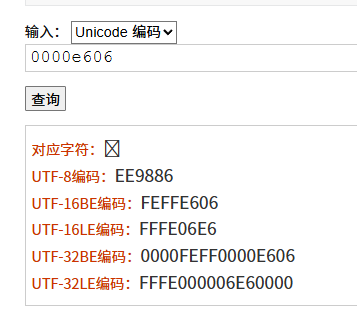 输入： Unicode 编码
0000e606
查询
对应字符：
UTF-8编码：EE9886
UTF-16BE编码：FEFFE606
UTF-16LE编码：FFFE06E6
UTF-32BE编码：0000FEFF0000E606
UTF-32LE编码：FFFE000006E60000